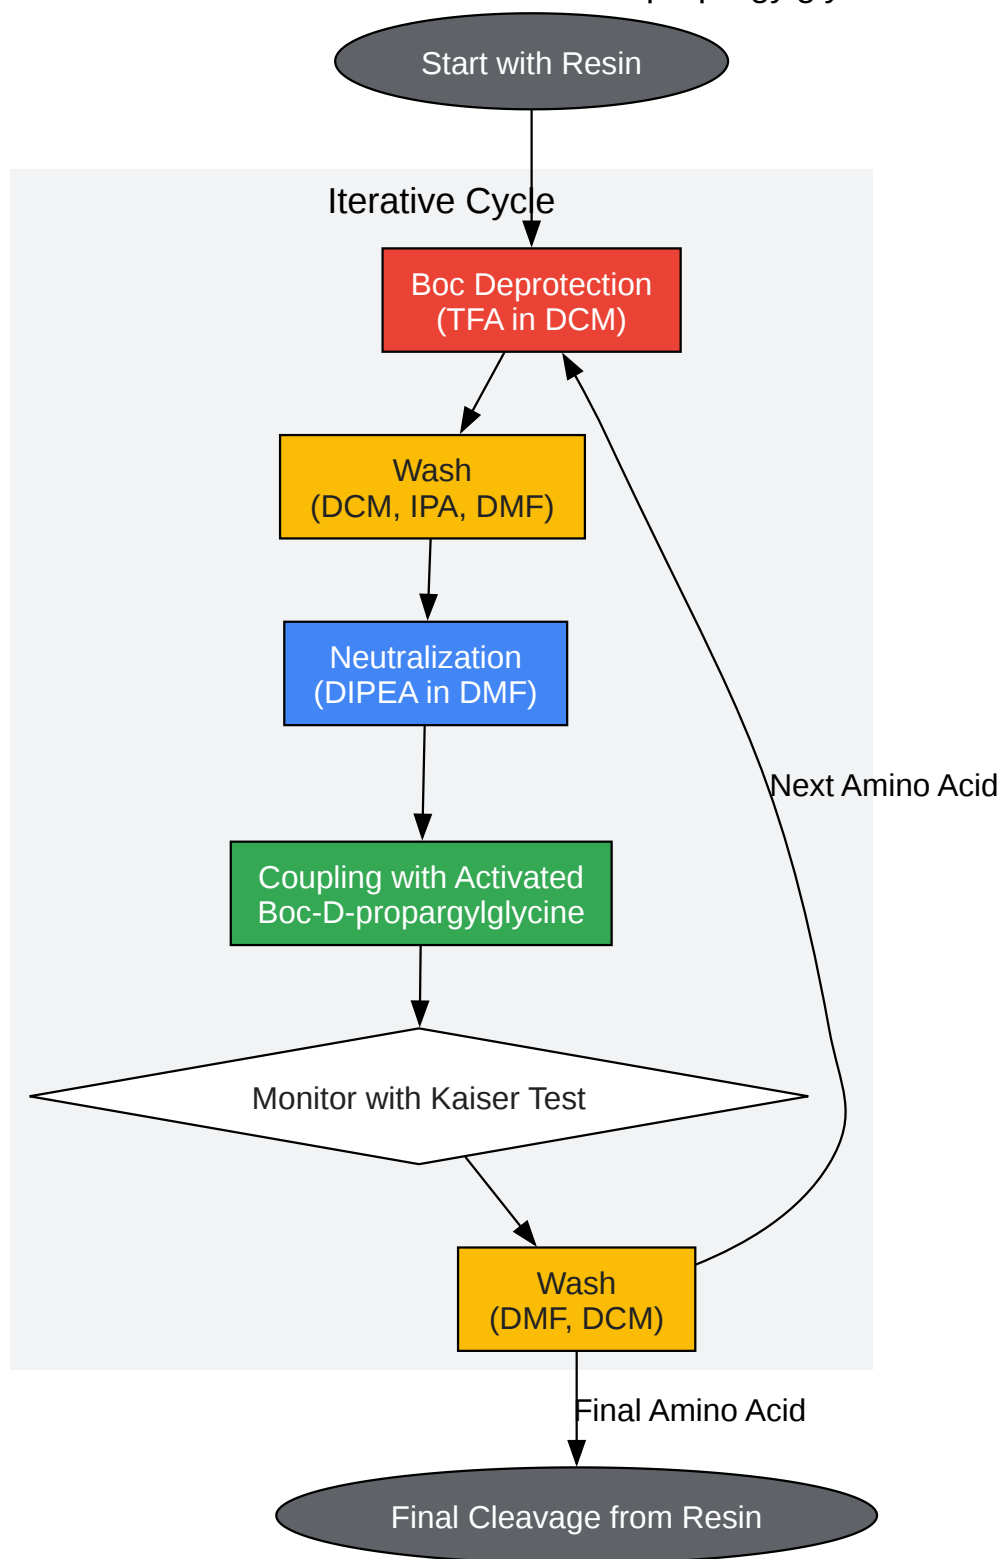 Start with Resin
Iterative Cycle
Boc Deprotection
(TFA in DCM)
Wash
(DCM, IPA, DMF)
Neutralization
(DIPEA in DMF)
Next Amino Acid
Coupling with Activated
Boc-D-propargylglycine
Monitor with Kaiser Test
Wash
(DMF, DCM)
Final Amino Acid
Final Cleavage from Resin